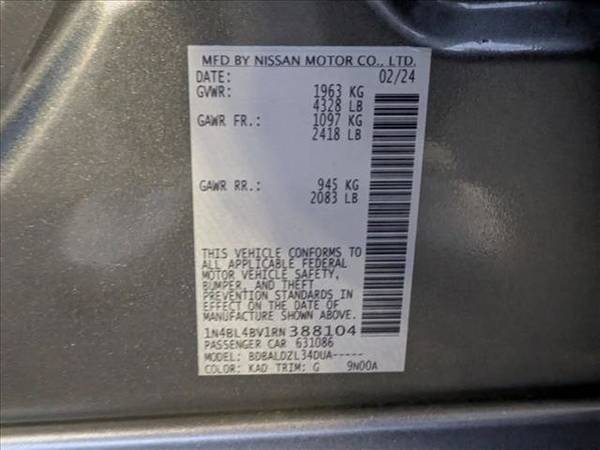 MFD BY NISSAN MOTOR CO., LTD.
DATE: 02/24
GVWR: 1963 KG
4328 LB
GAWR FR.: 1097 KG
2418 LB
GAWR RR.: 945 KG
2083 LB
THIS VEHICLE CONFORMS TO
ALL APPLICABLE FEDERAL
MOTOR VEHICLE SAFETY,
BUMPER, AND THEFT
PREVENTION STANDARDS IN
EFFECT ON THE DATE OF
MANUFACTURE SHOWN ABOVE.
1N4BL4BV1RN388104
PASSENGER CAR 631086
MODEL: BDBALDZL34DUA-----
COLOR: KAD TRIM: G 9N00A